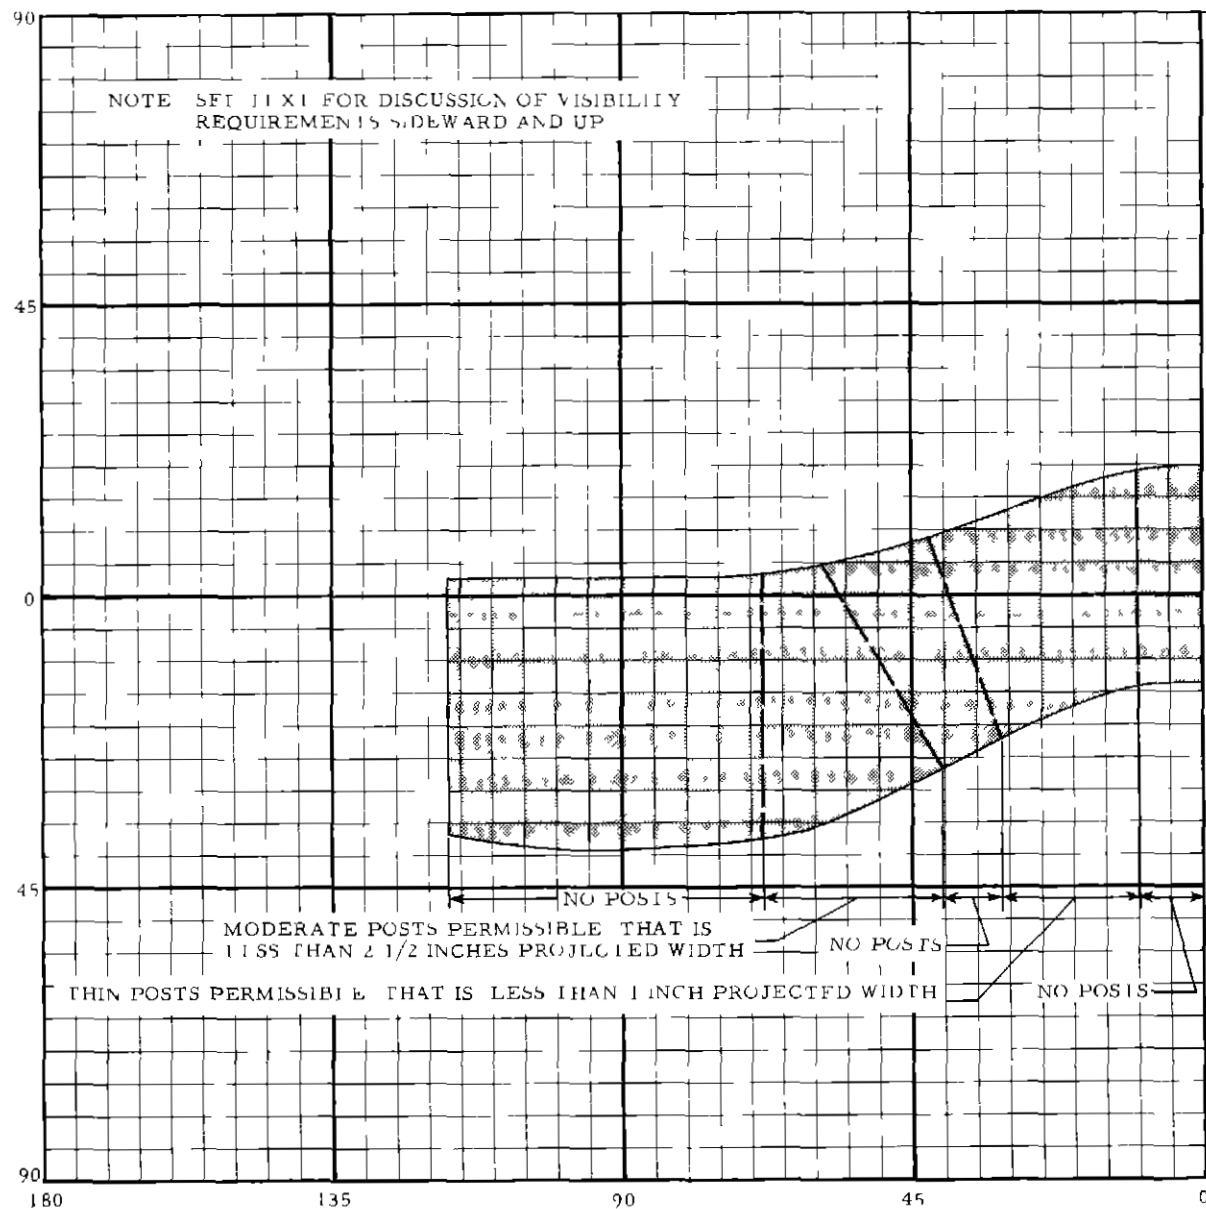 90
NOTE SFT TEXT FOR DISCUSSION OF VISIBILITY
REQUIREMENTS SIDEWARD AND UP
45
0
45
NO POSTS
MODERATE POSTS PERMISSIBLE THAT IS
LESS THAN 2 1/2 INCHES PROJECTED WIDTH
NO POSTS
THIN POSTS PERMISSIBLE THAT IS LESS THAN 1 INCH PROJECTED WIDTH
NO POSTS
90
180
135
90
45
0